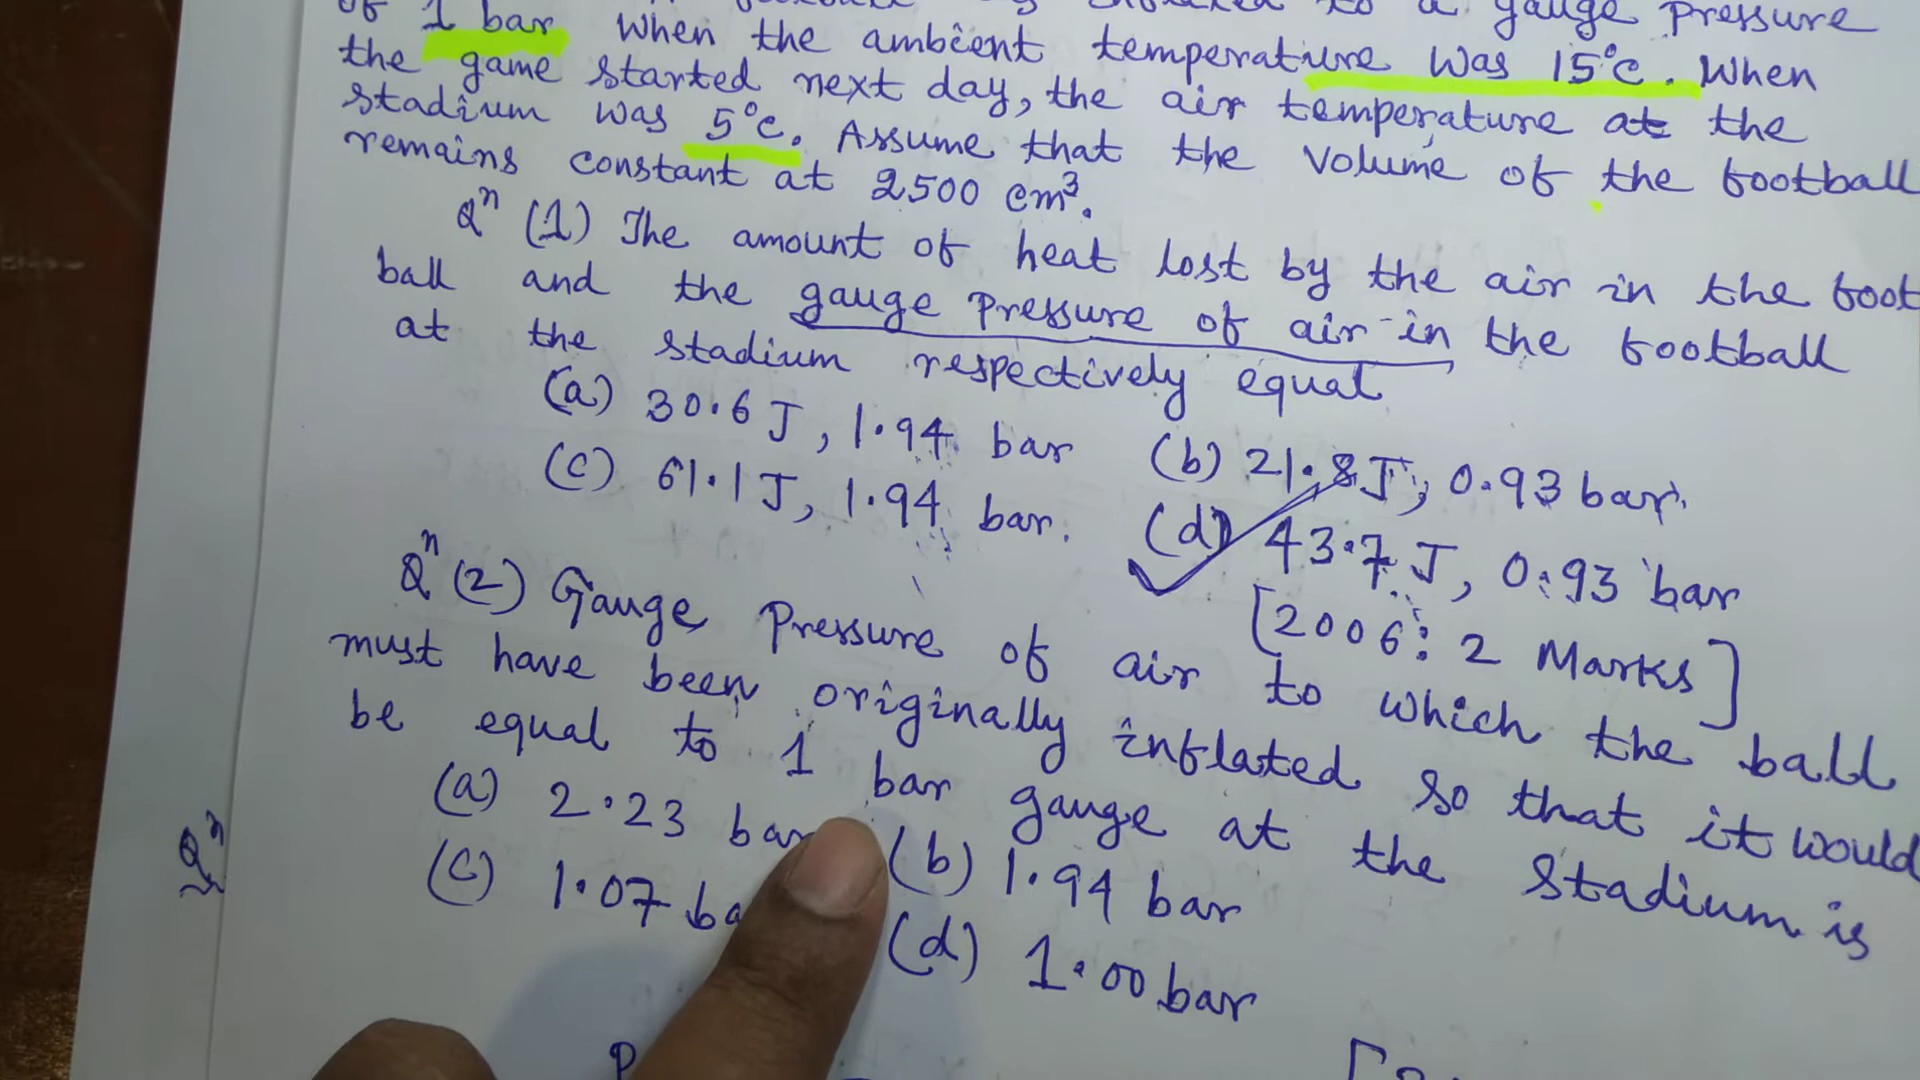 of 1 bar when the ambient temperature was 15°C. When
the game started next day, the air temperature at the
stadium was 5°C. Assume that the volume of the football
remains constant at 2500 cm³.
Qⁿ (1) The amount of heat lost by the air in the foot
ball and the gauge pressure of air in the football
at the stadium respectively equal
(a) 30.6 J, 1.94 bar (b) 21.8 J, 0.93 bar.
(c) 61.1 J, 1.94 bar. (d) 43.7 J, 0.93 bar
[2006: 2 Marks]
Qⁿ (2) Gauge pressure of air to which the ball
must have been originally inflated so that it would
be equal to 1 bar gauge at the stadium is
(a) 2.23 bar (b) 1.94 bar
(c) 1.07 ba (d) 1.00 bar
Qⁿ
P